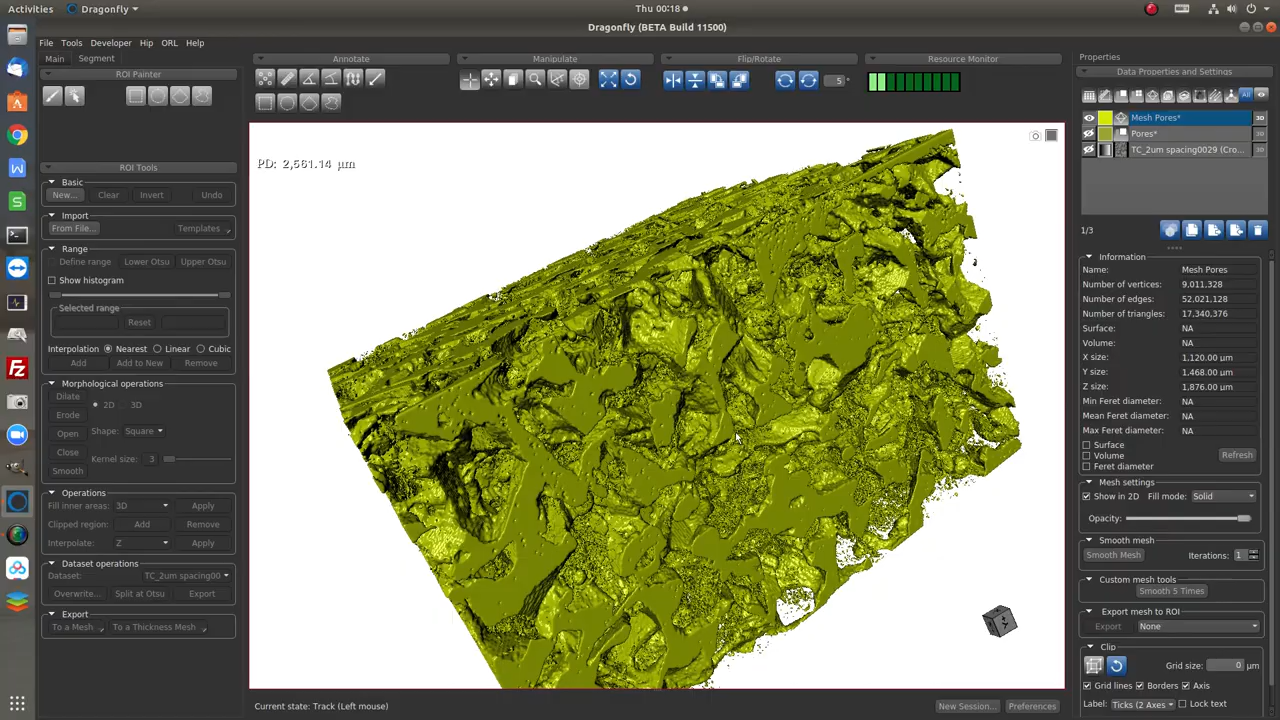 Activities
Dragonfly
Thu 00:18
Dragonfly (BETA Build 11500)
File Tools Developer Hip ORL Help
Main Segment
ROI Painter
ROI Tools
Basic
New... Clear Invert Undo
Import
From File... Templates
Range
Define range Lower Otsu Upper Otsu
Show histogram
Selected range
Reset
Interpolation Nearest Linear Cubic
Add Add to New Remove
Morphological operations
Dilate
2D 3D
Erode
Open
Shape: Square
Close
Kernel size: 3
Smooth
Operations
Fill inner areas: 3D Apply
Clipped region: Add Remove
Interpolate: Z Apply
Dataset operations
Dataset: TC_2um spacing00
Overwrite... Split at Otsu Export
Export
To a Mesh To a Thickness Mesh
Annotate
Manipulate
Flip/Rotate
5 °
Resource Monitor
PD: 2,561.14 µm
Current state: Track (Left mouse)
New Session... Preferences
Properties
Data Properties and Settings
All
Mesh Pores* 3D
Pores* 3D
TC_2um spacing0029 (Cro... 3D
1/3
Information
Name: Mesh Pores
Number of vertices: 9,011,328
Number of edges: 52,021,128
Number of triangles: 17,340,376
Surface: NA
Volume: NA
X size: 1,120.00 µm
Y size: 1,468.00 µm
Z size: 1,876.00 µm
Min Feret diameter: NA
Mean Feret diameter: NA
Max Feret diameter: NA
Surface
Volume Refresh
Feret diameter
Mesh settings
Show in 2D Fill mode: Solid
Opacity:
Smooth mesh
Smooth Mesh Iterations: 1
Custom mesh tools
Smooth 5 Times
Export mesh to ROI
Export None
Clip
Grid size: 0 µm
Grid lines Borders Axis
Label: Ticks (2 Axes Lock text